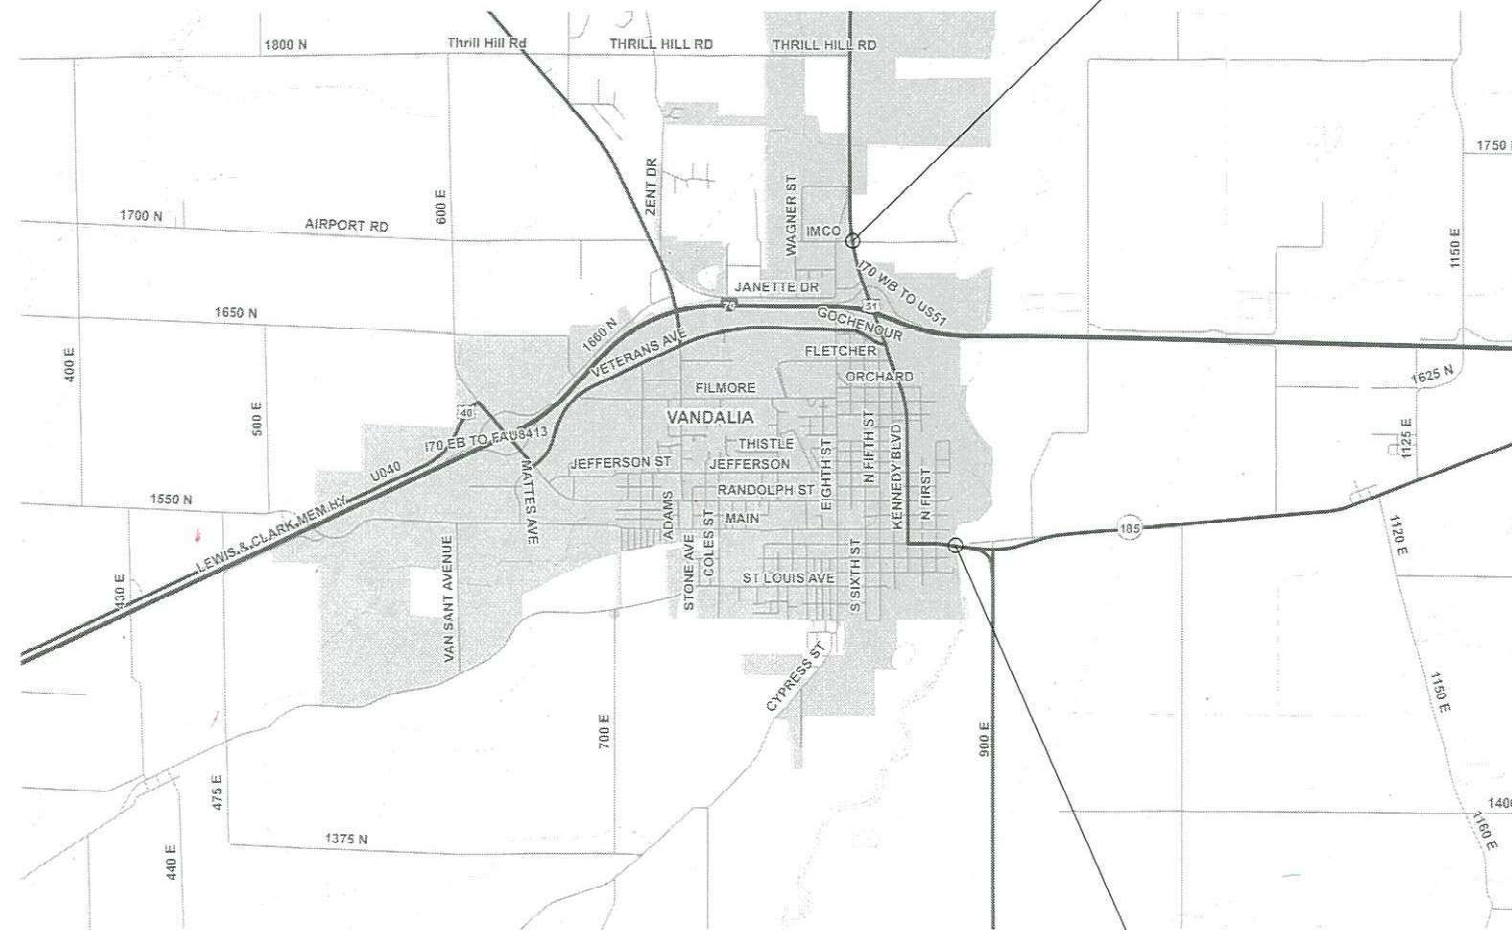 1800 N
Thrill Hill Rd
THRILL HILL RD
THRILL HILL RD
1750
ZENT DR
600 E
WAGNER ST
1700 N
AIRPORT RD
IMCO
1150 E
I70 WB TO US51
JANETTE DR
70
51
1650 N
GOCHENOUR
1660 N
VETERANS AVE
FLETCHER
400 E
ORCHARD
1625 N
FILMORE
500 E
40
VANDALIA
I70 EB TO FAU8413
THISTLE
1125 E
EIGHTH ST
N FIFTH ST
KENNEDY BLVD
N FIRST
U040
JEFFERSON ST
JEFFERSON
1550 N
RANDOLPH ST
MATTES AVE
ADAMS
MAIN
LEWIS & CLARK MEM HY
185
1120 E
COLES ST
STONE AVE
S SIXTH ST
ST LOUIS AVE
430 E
VAN SANT AVENUE
CYPRESS ST
1150 E
700 E
900 E
475 E
1375 N
440 E
1160 E